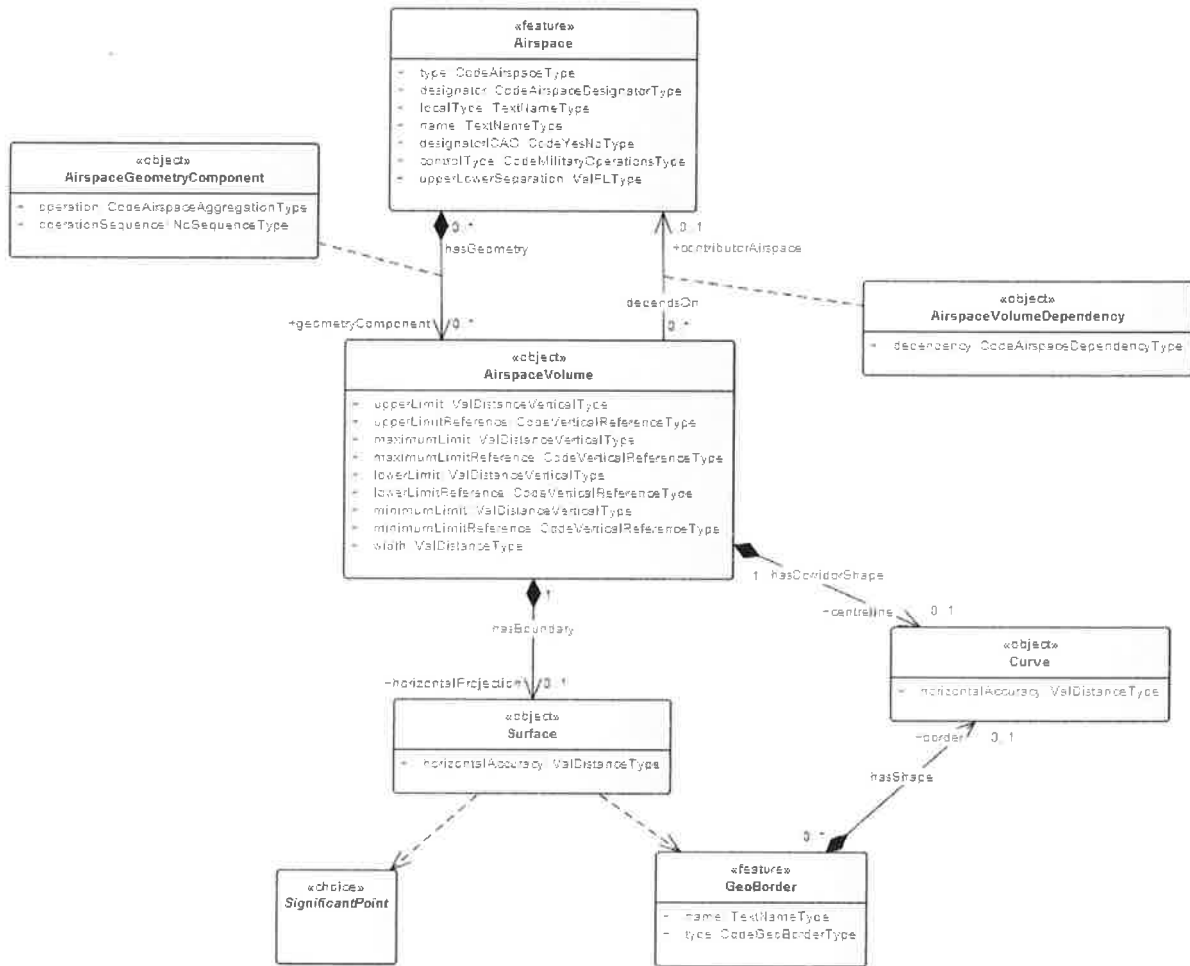 «feature»
Airspace
+ type: CodeAirspaceType
+ designator: CodeAirspaceDesignatorType
+ localType: TextNameType
+ name: TextNameType
+ designatorICAO: CodeYesNoType
+ controlType: CodeMilitaryOperationsType
+ upperLowerSeparation: ValFLType
«object»
AirspaceGeometryComponent
+ operation: CodeAirspaceAggregationType
+ operationSequence: NoSequenceType
0..*
hasGeometry
0..1
+contributorAirspace
dependsOn
+geometryComponent
0..*
0..*
«object»
AirspaceVolumeDependency
+ dependency: CodeAirspaceDependencyType
«object»
AirspaceVolume
+ upperLimit: ValDistanceVerticalType
+ upperLimitReference: CodeVerticalReferenceType
+ maximumLimit: ValDistanceVerticalType
+ maximumLimitReference: CodeVerticalReferenceType
+ lowerLimit: ValDistanceVerticalType
+ lowerLimitReference: CodeVerticalReferenceType
+ minimumLimit: ValDistanceVerticalType
+ minimumLimitReference: CodeVerticalReferenceType
+ width: ValDistanceType
1
hasCorridorShape
+centreline
0..1
1
hasBoundary
+horizontalProjection
0..1
«object»
Curve
+ horizontalAccuracy: ValDistanceType
«object»
Surface
+ horizontalAccuracy: ValDistanceType
+border
0..1
hasShape
0..*
«choice»
SignificantPoint
«feature»
GeoBorder
+ name: TextNameType
+ type: CodeGeoBorderType